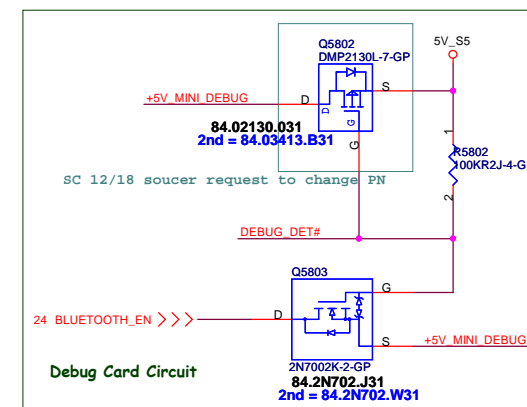 Q5802
DMP2130L-7-GP
5V_S5
+5V_MINI_DEBUG
D
S
D
G
84.02130.031
2nd = 84.03413.B31
G
1
R5802
100KR2J-4-G
SC 12/18 soucer request to change PN
2
DEBUG_DET#
Q5803
G
24 BLUETOOTH_EN
D
S
+5V_MINI_DEBUG
2N7002K-2-GP
Debug Card Circuit
84.2N702.J31
2nd = 84.2N702.W31